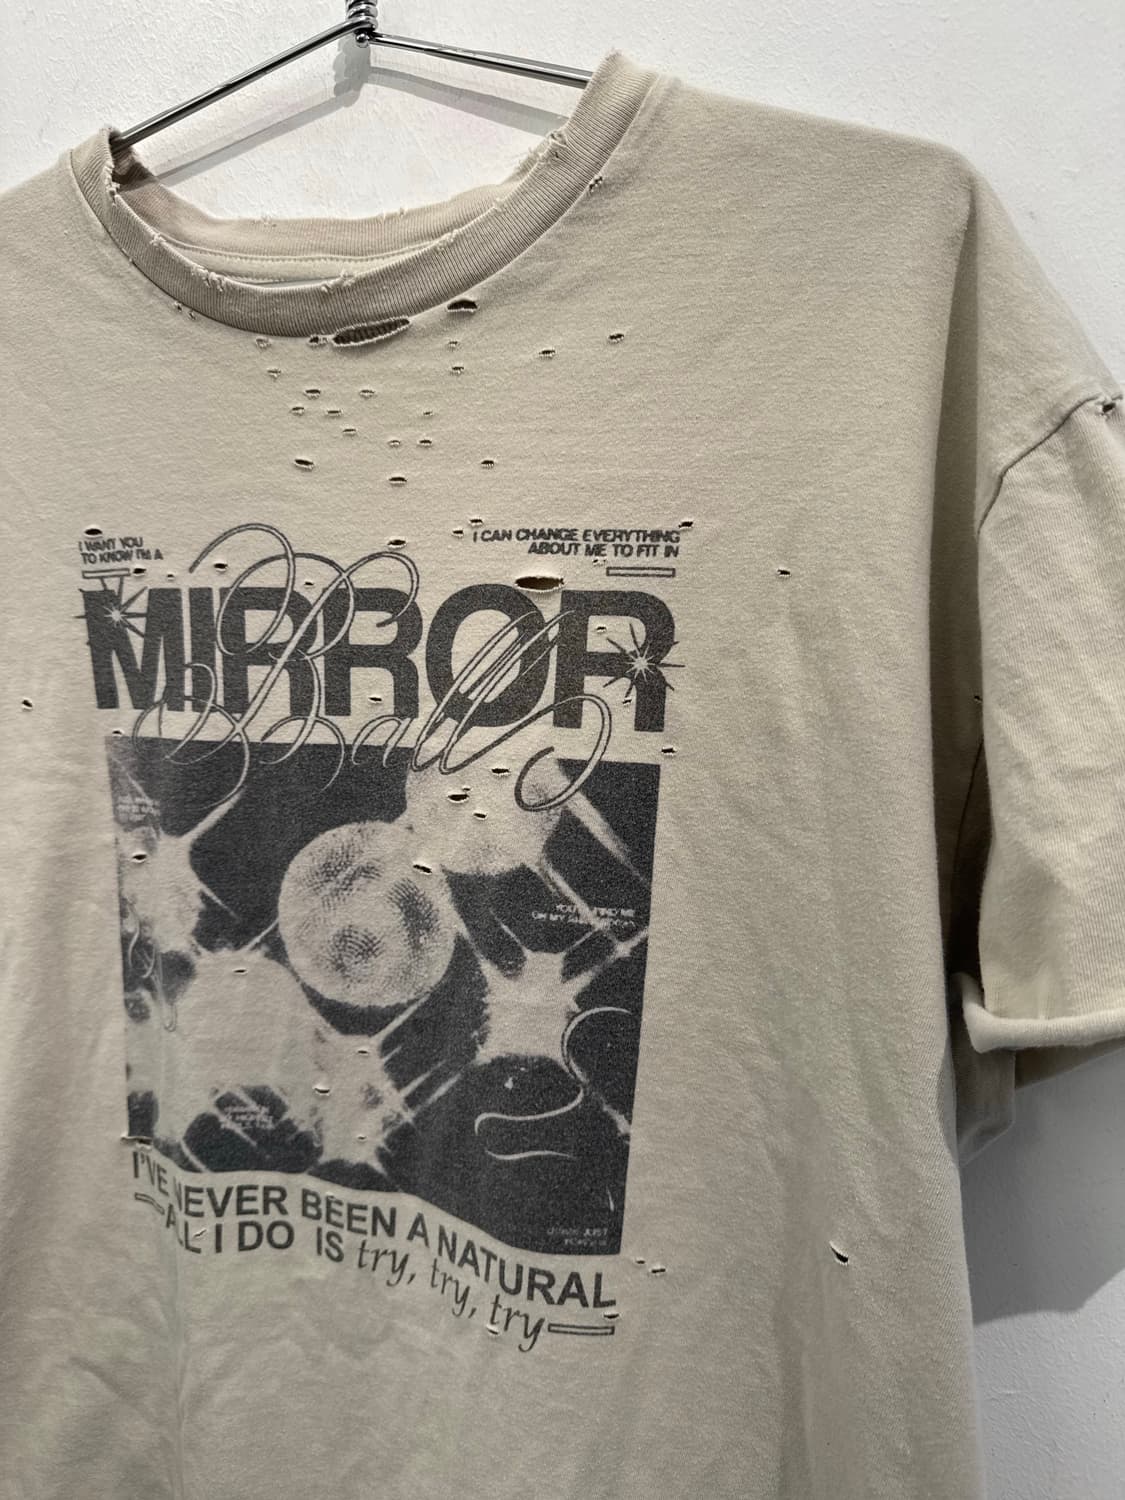 I WANT YOU
TO KNOW I'M A
I CAN CHANGE EVERYTHING
ABOUT ME TO FIT IN
MIRROR
Ball
I'VE NEVER BEEN A NATURAL
ALL I DO IS try, try, try